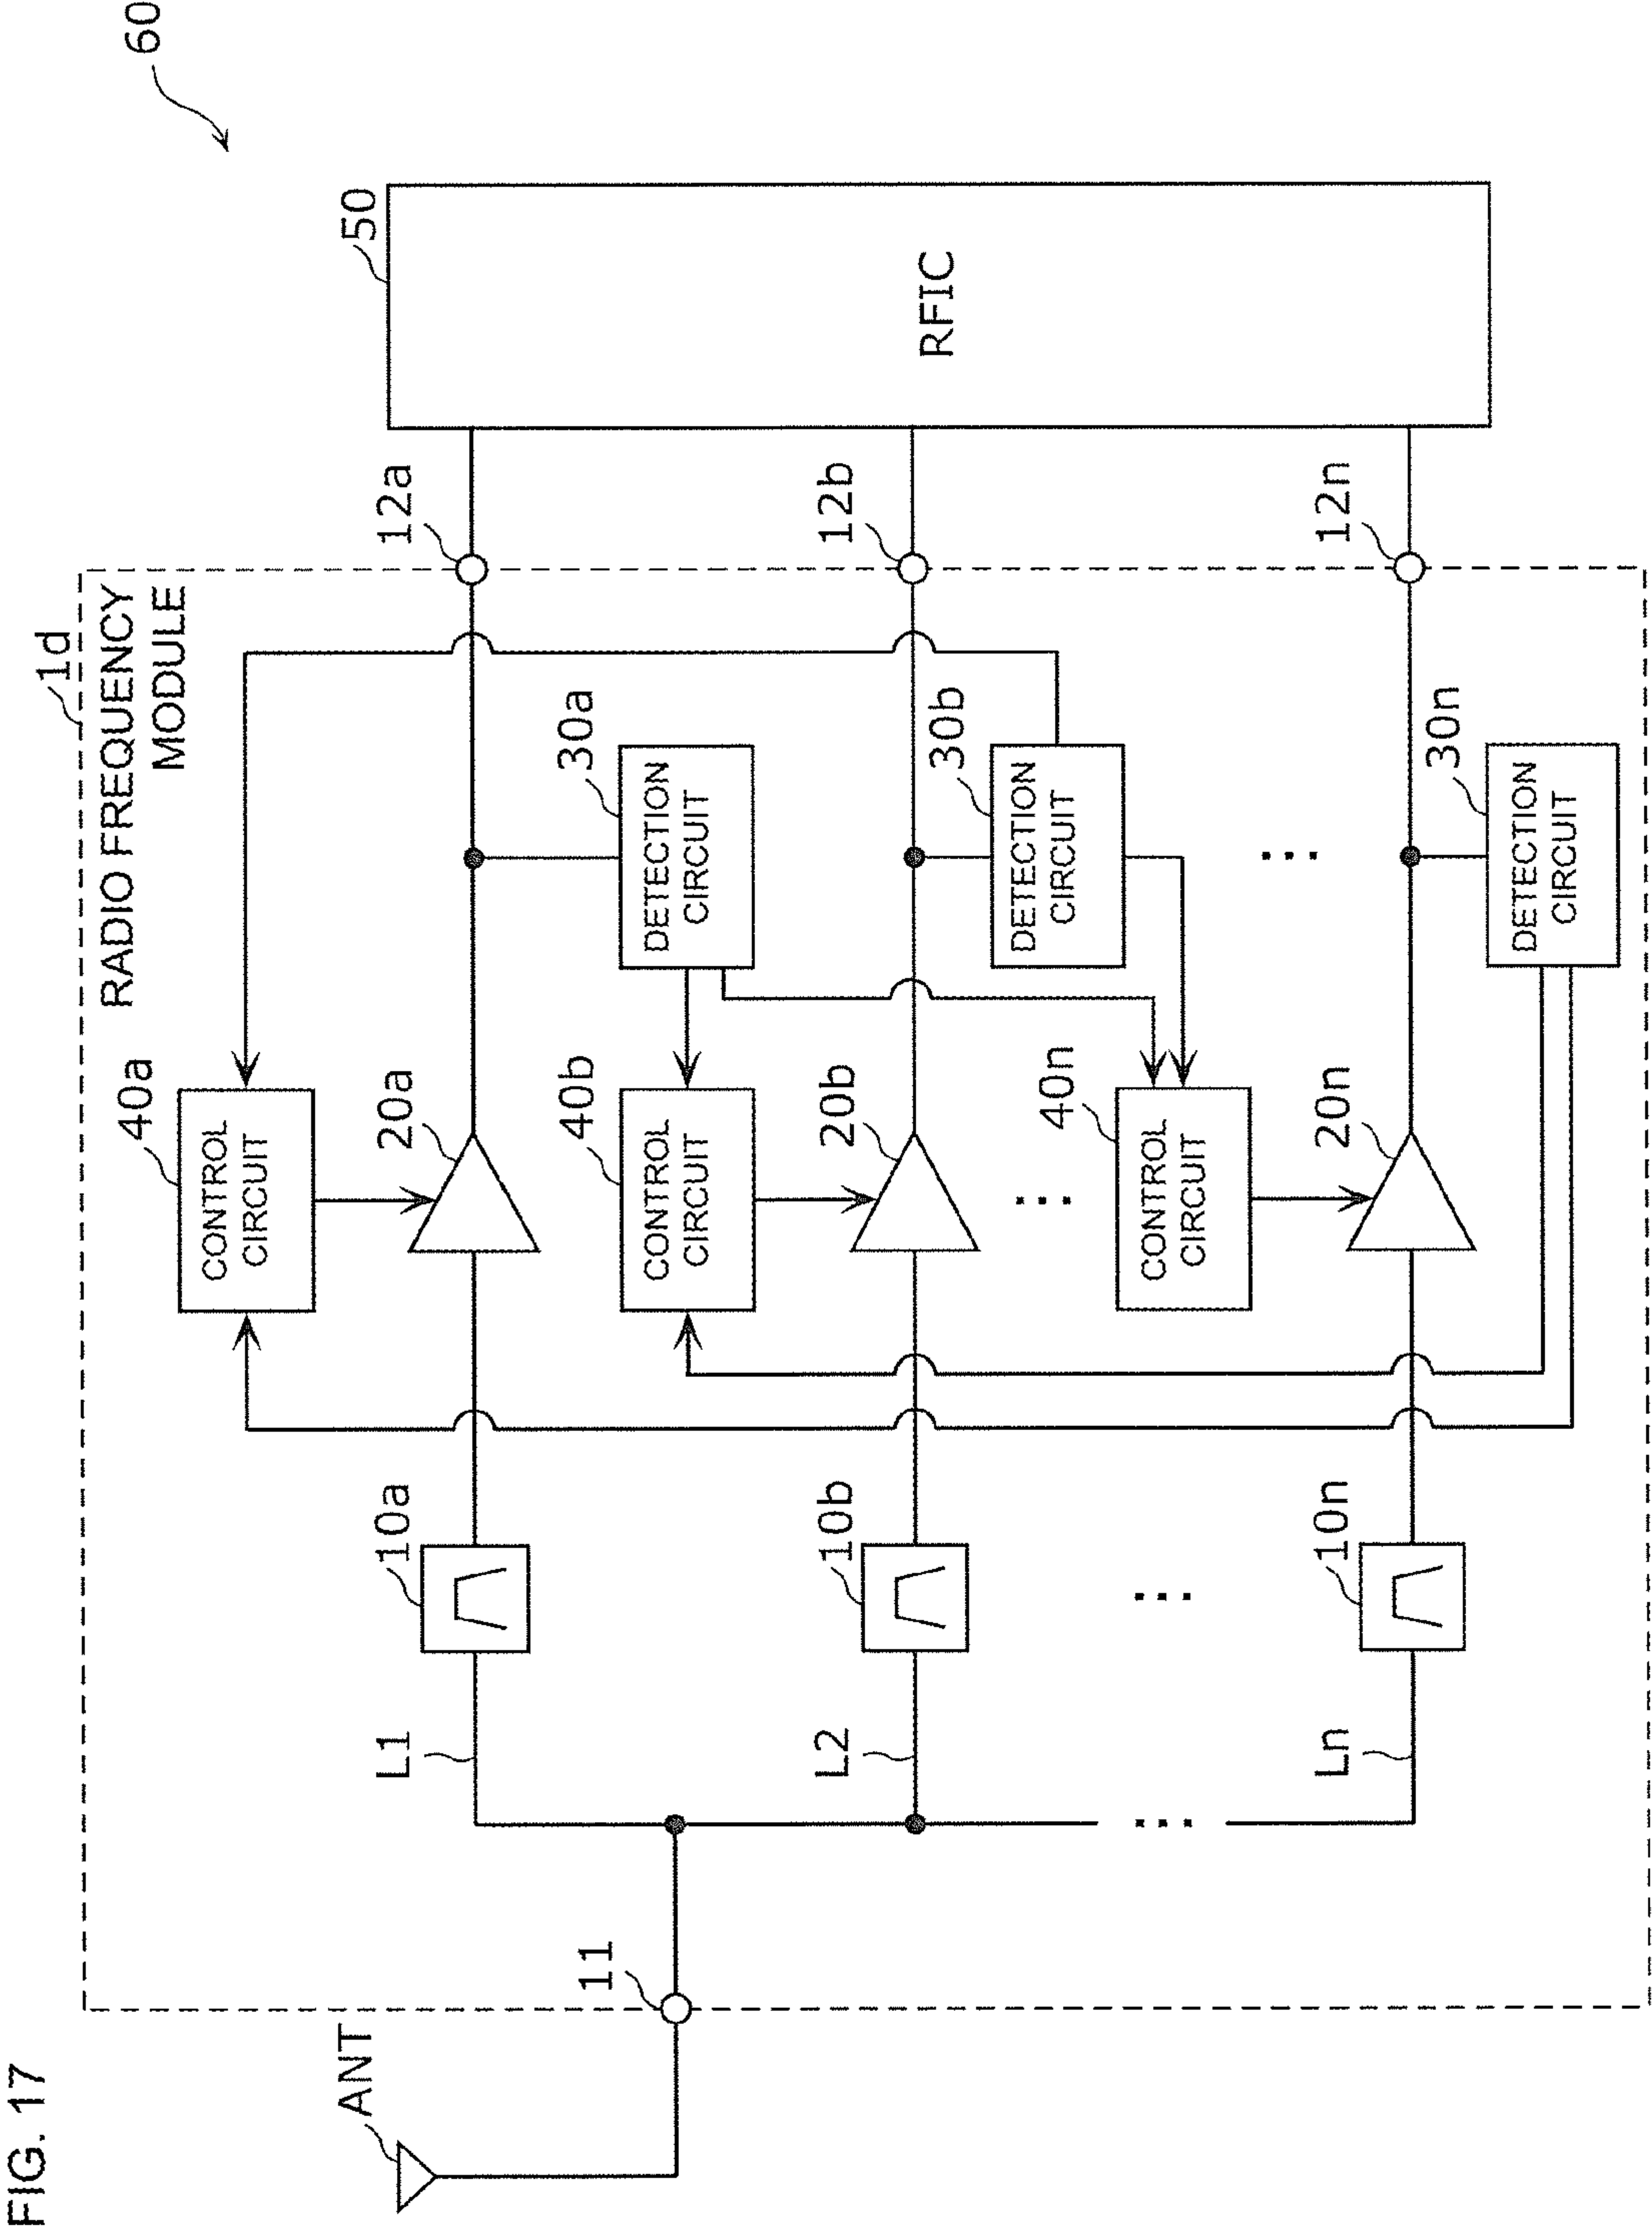 FIG. 17
60
1d
RADIO FREQUENCY
MODULE
ANT
11
L1
10a
40a
CONTROL
CIRCUIT
20a
30a
DETECTION
CIRCUIT
12a
50
RFIC
L2
10b
40b
CONTROL
CIRCUIT
20b
30b
DETECTION
CIRCUIT
12b
...
...
...
...
Ln
10n
40n
CONTROL
CIRCUIT
20n
30n
DETECTION
CIRCUIT
12n